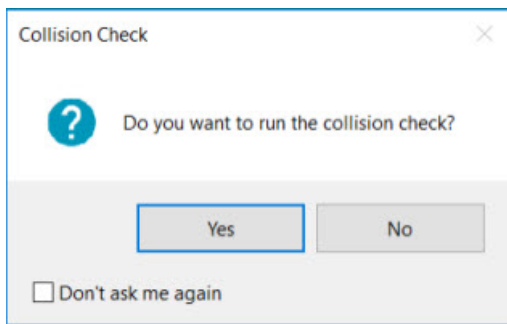 Collision Check
Do you want to run the collision check?
Yes No
Don't ask me again